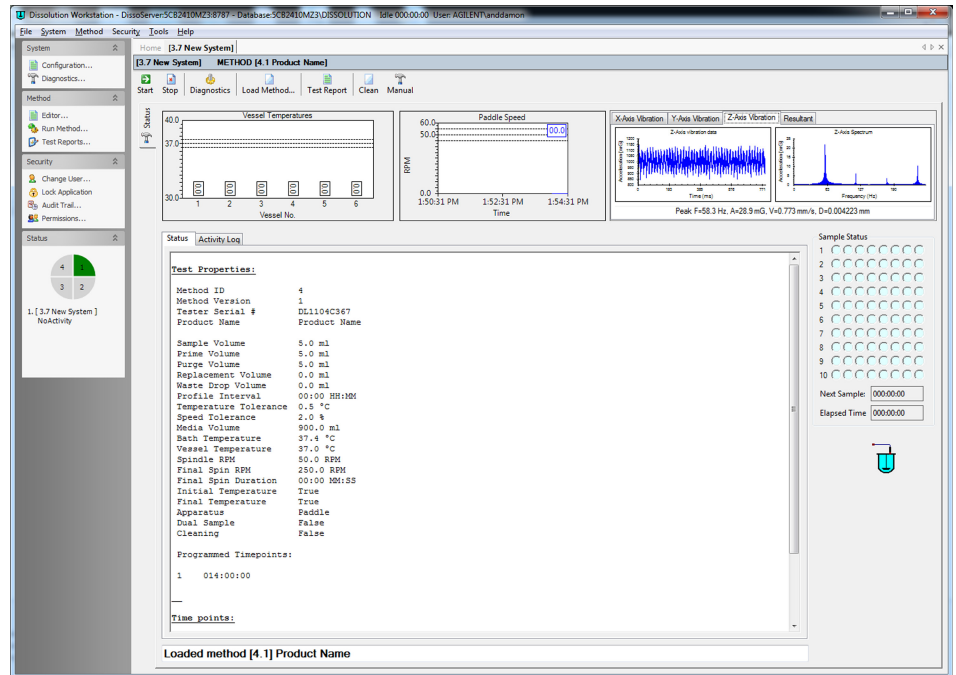 Dissolution Workstation - DissoServer:5CB2410MZ3:8787 - Database:5CB2410MZ3\DISSOLUTION   Idle 000:00:00 User: AGILENT\anddamon
File System Method Security Tools Help
System
Configuration...
Diagnostics...
Method
Editor...
Run Method...
Test Reports...
Security
Change User...
Lock Application
Audit Trail...
Permissions...
Status
4 1
3 2
1. [ 3.7 New System ]
NoActivity
Home [3.7 New System]
[3.7 New System] METHOD [4.1 Product Name]
Start Stop Diagnostics Load Method... Test Report Clean Manual
Status
Vessel Temperatures
40.0
37.0
30.0
1 2 3 4 5 6
Vessel No.
Paddle Speed
60.0
50.0
00.0
RPM
0.0
1:50:31 PM 1:52:31 PM 1:54:31 PM
Time
X-Axis Vibration Y-Axis Vibration Z-Axis Vibration Resultant
Z-Axis vibration data
Time (ms)
Z-Axis Spectrum
Frequency (Hz)
Peak F=58.3 Hz, A=28.9 mG, V=0.773 mm/s, D=0.004223 mm
Status Activity Log
Test Properties:
Method ID 4
Method Version 1
Tester Serial # DL1104C367
Product Name Product Name
Sample Volume 5.0 ml
Prime Volume 5.0 ml
Purge Volume 5.0 ml
Replacement Volume 0.0 ml
Waste Drop Volume 0.0 ml
Profile Interval 00:00 HH:MM
Temperature Tolerance 0.5 °C
Speed Tolerance 2.0 %
Media Volume 900.0 ml
Bath Temperature 37.4 °C
Vessel Temperature 37.0 °C
Spindle RPM 50.0 RPM
Final Spin RPM 250.0 RPM
Final Spin Duration 00:00 MM:SS
Initial Temperature True
Final Temperature True
Apparatus Paddle
Dual Sample False
Cleaning False
Programmed Timepoints:
1 014:00:00
Time points:
Sample Status
1
2
3
4
5
6
7
8
9
10
Next Sample: 000:00:00
Elapsed Time 000:00:00
Loaded method [4.1] Product Name